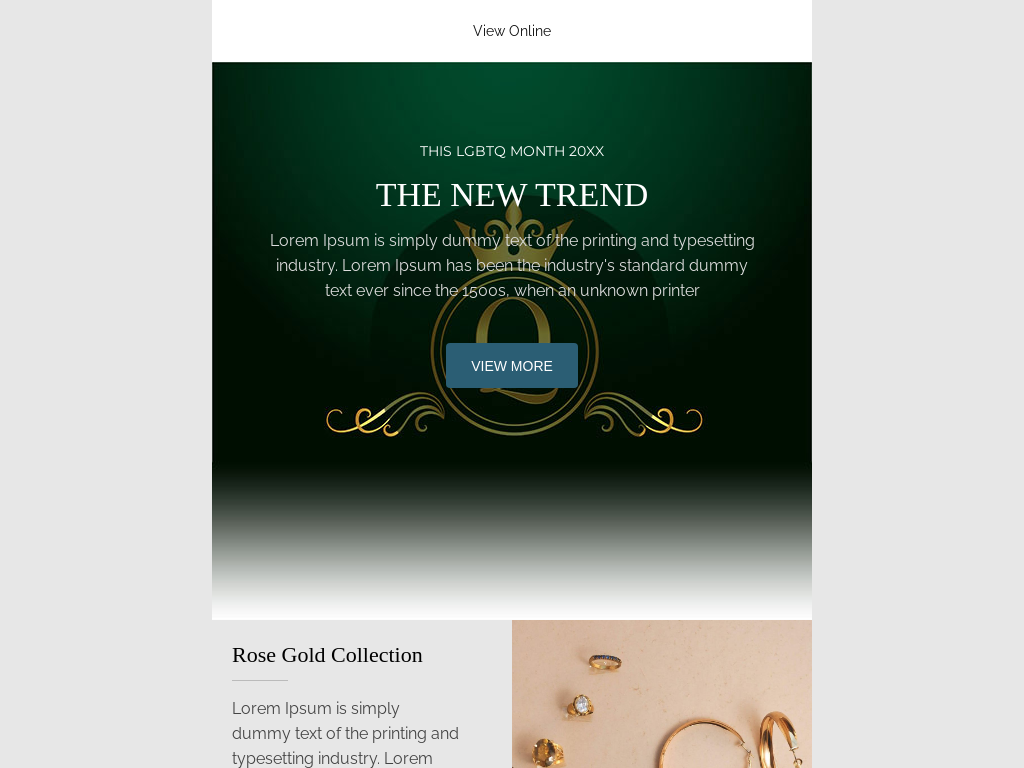 View Online
THIS LGBTQ MONTH 20XX
THE NEW TREND
Lorem Ipsum is simply dummy text of the printing and typesetting
industry. Lorem Ipsum has been the industry's standard dummy
text ever since the 1500s, when an unknown printer
Q
VIEW MORE
Rose Gold Collection
Lorem Ipsum is simply
dummy text of the printing and
typesetting industry. Lorem